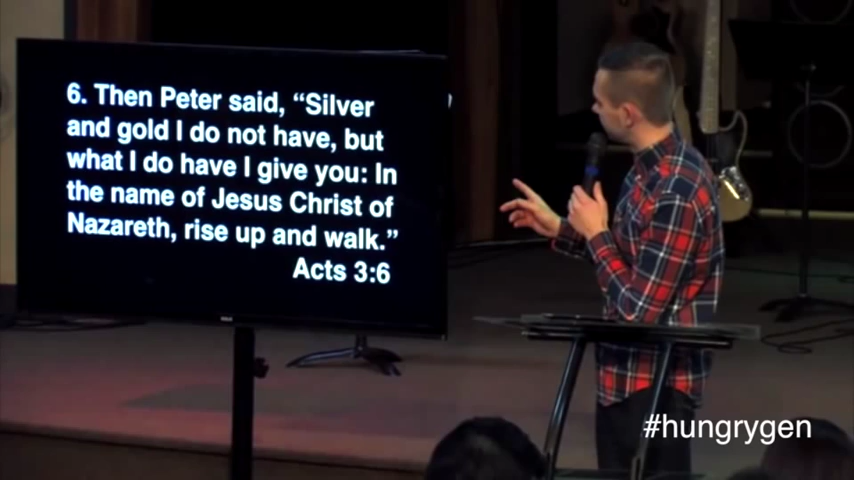 6. Then Peter said, “Silver
and gold I do not have, but
what I do have I give you: In
the name of Jesus Christ of
Nazareth, rise up and walk.”
Acts 3:6
#hungrygen